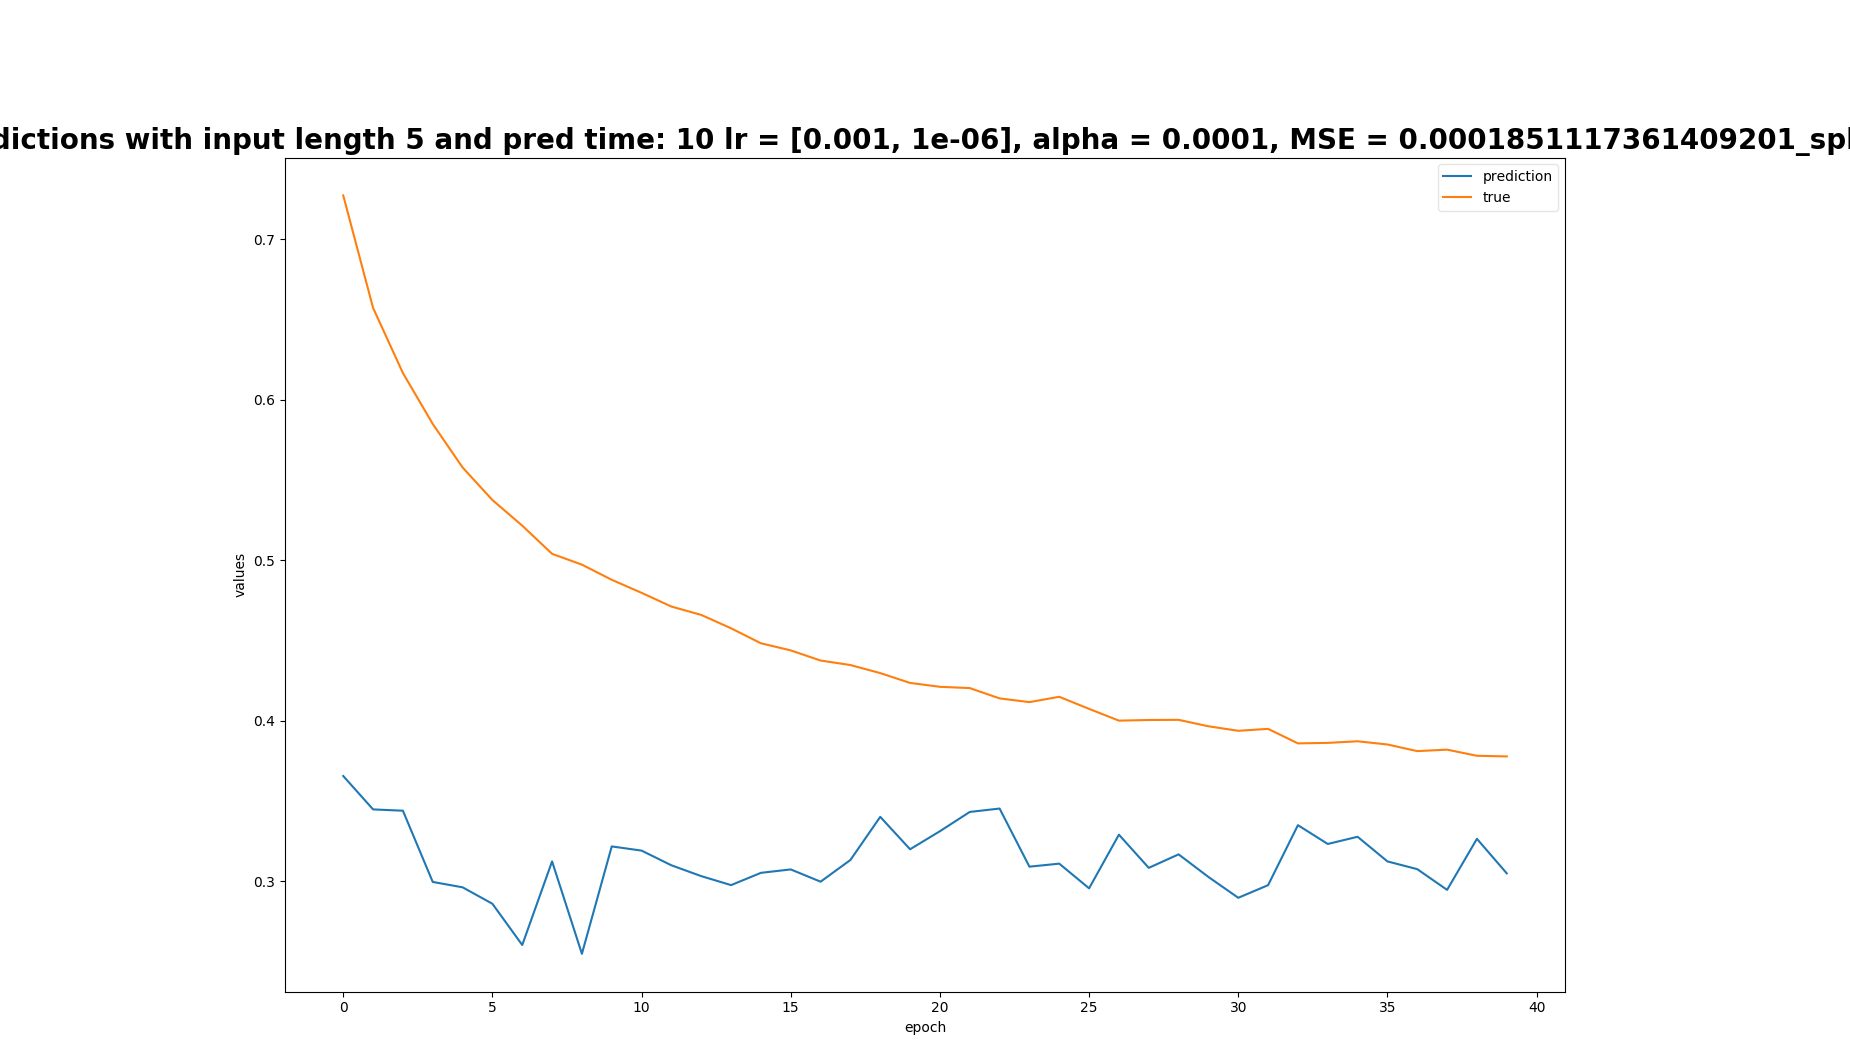 dictions with input length 5 and pred time: 10 lr = [0.001, 1e-06], alpha = 0.0001, MSE = 0.0001851117361409201_spl
prediction
true
0.7
0.6
0.5
0.4
0.3
values
0 5 10 15 20 25 30 35 40
epoch